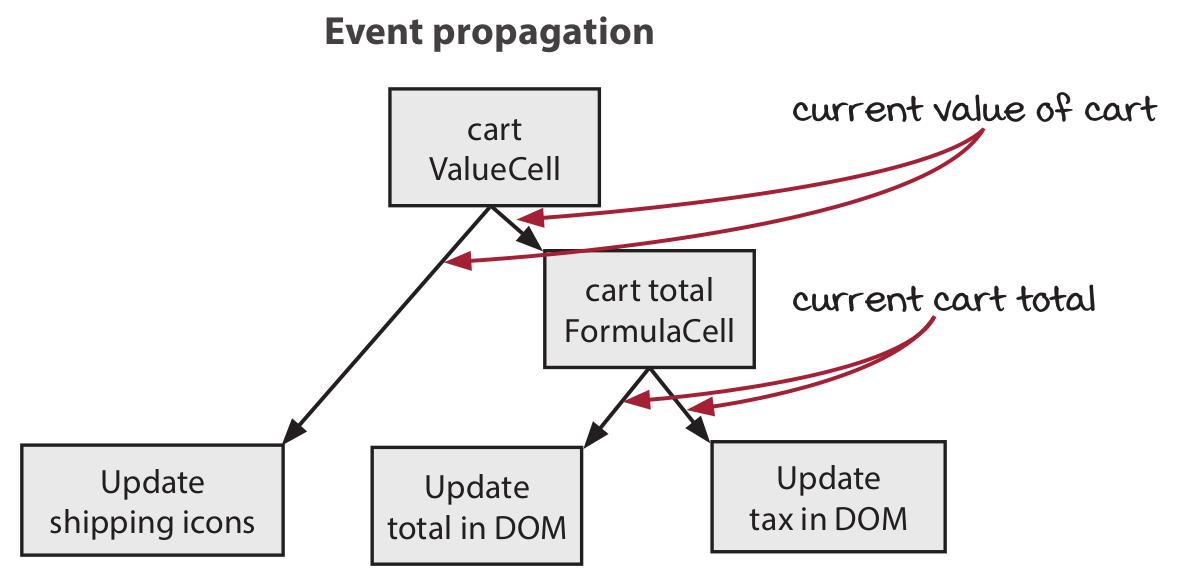 Event propagation
cart
ValueCell
current value of cart
cart total
FormulaCell
current cart total
Update
shipping icons
Update
total in DOM
Update
tax in DOM